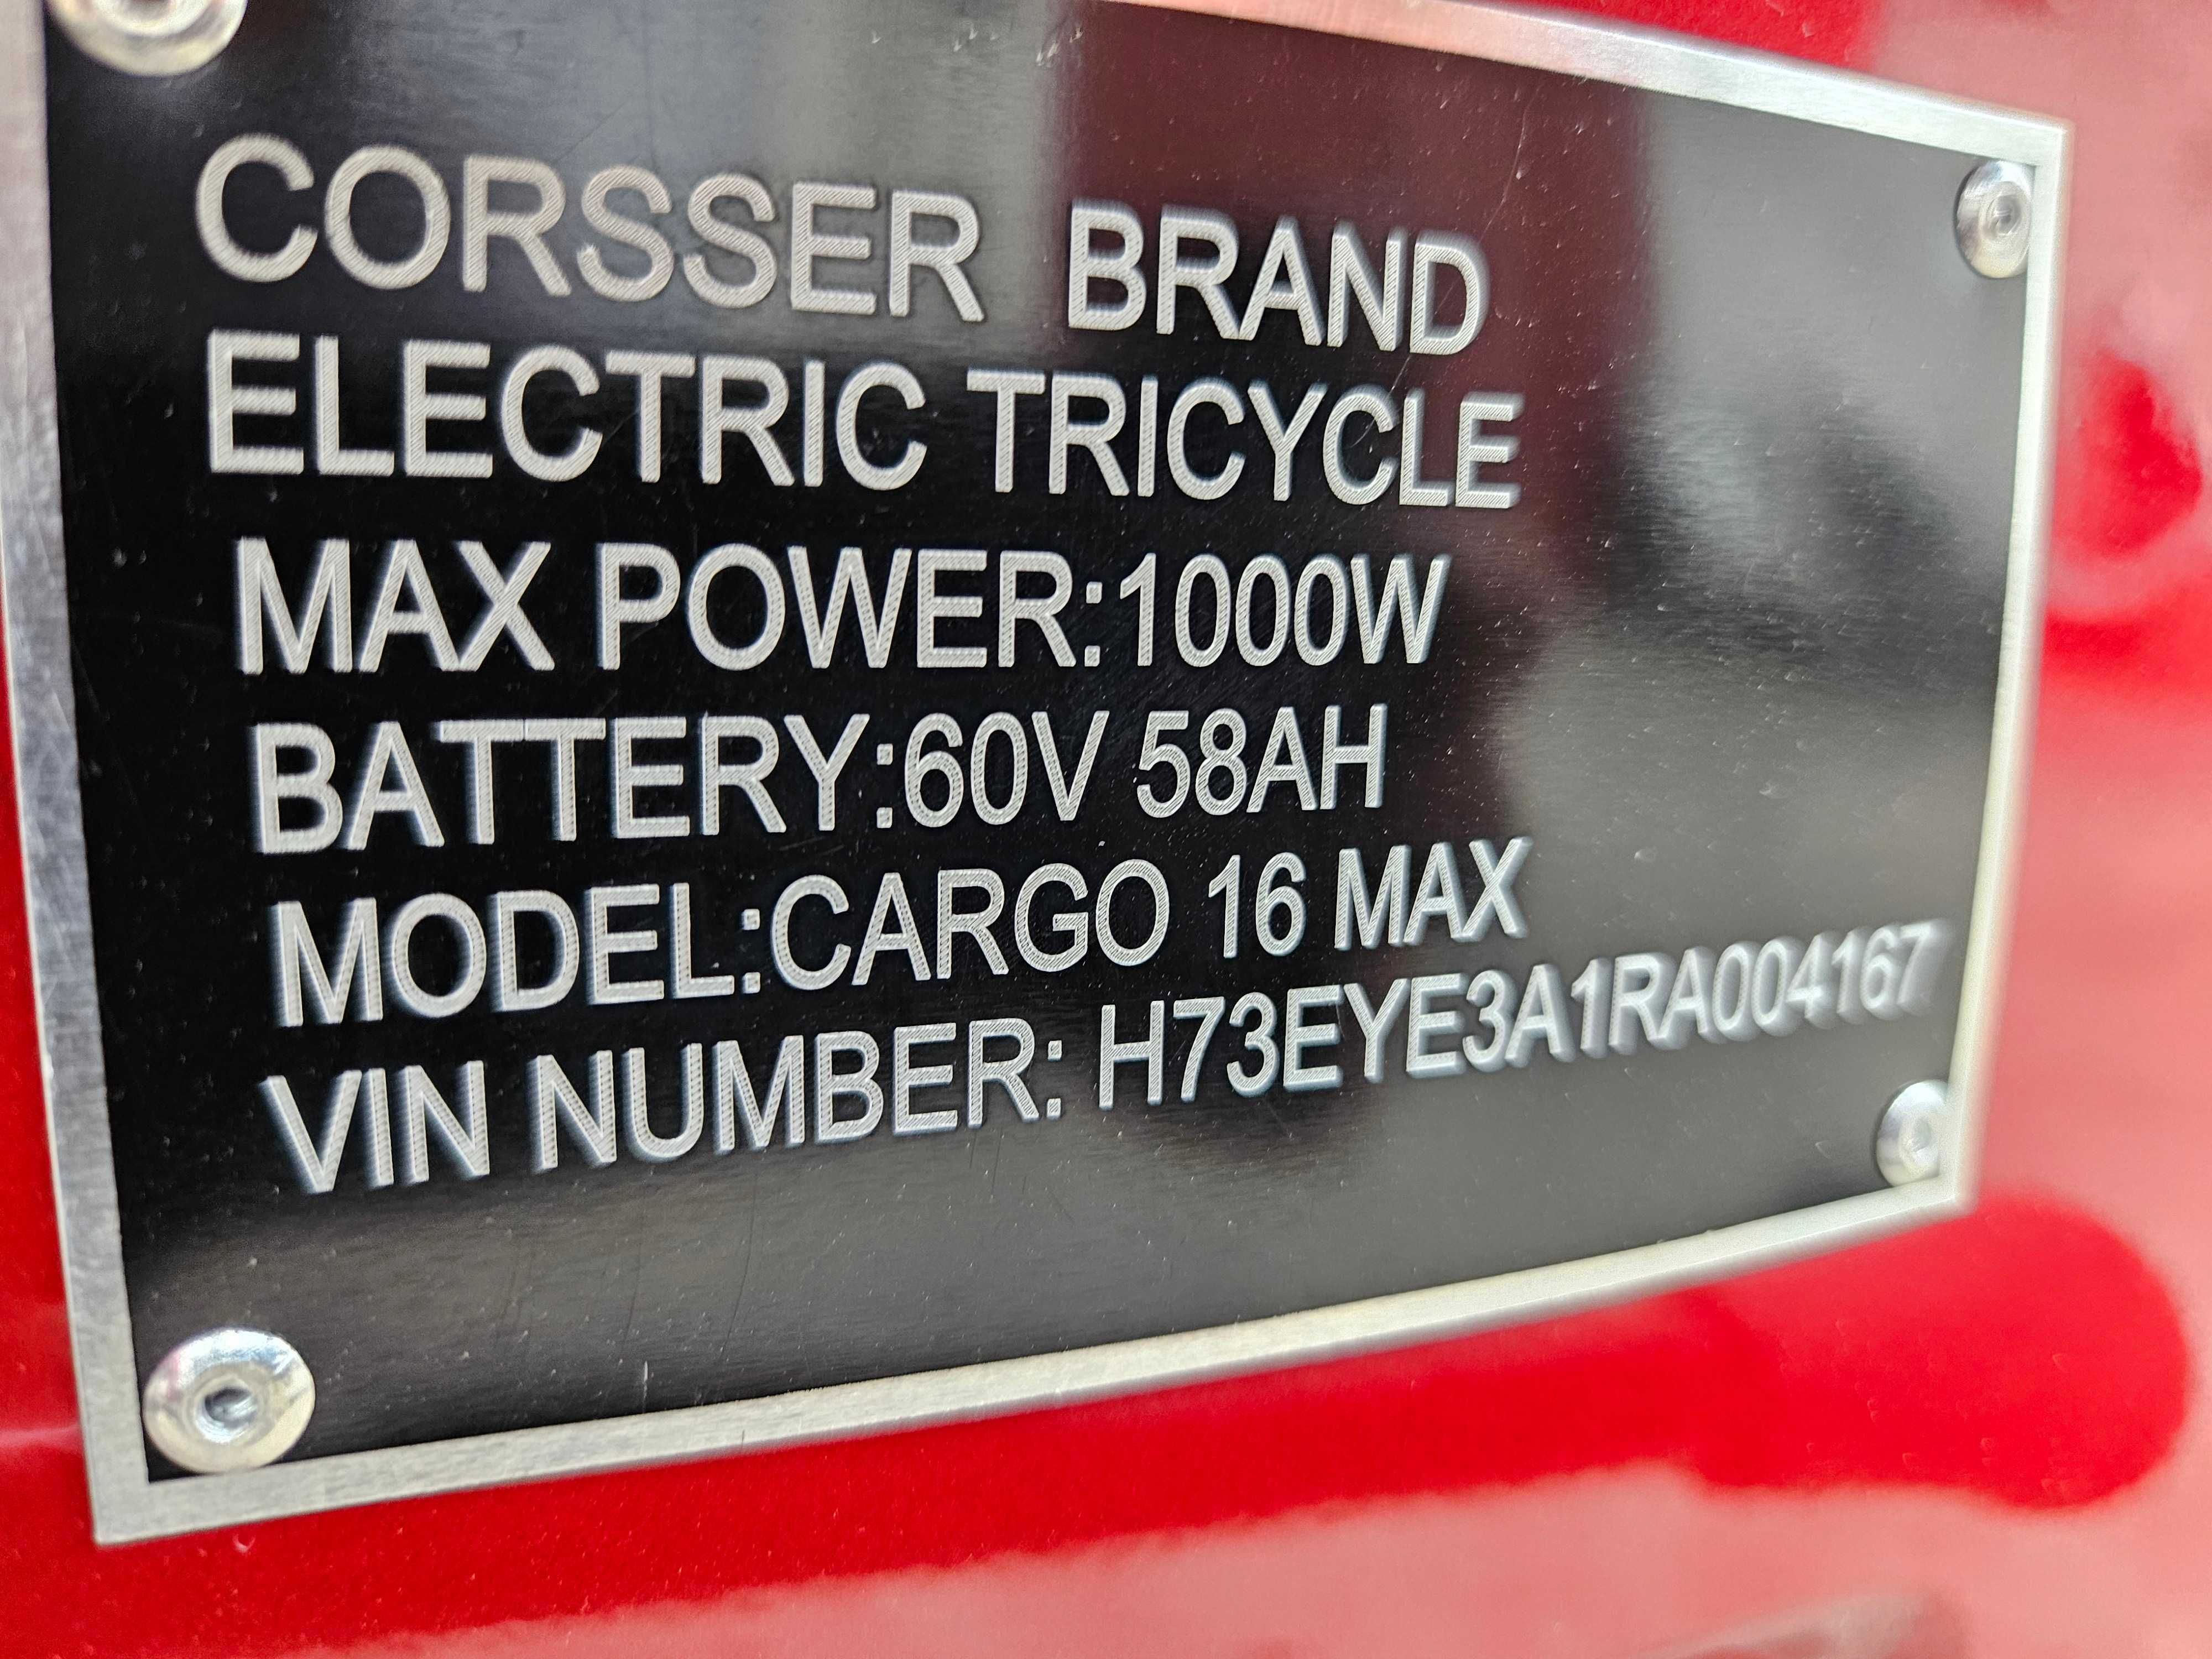 CORSSER BRAND
ELECTRIC TRICYCLE
MAX POWER:1000W
BATTERY:60V 58AH
MODEL:CARGO 16 MAX
VIN NUMBER: H73EYE3A1RA004167